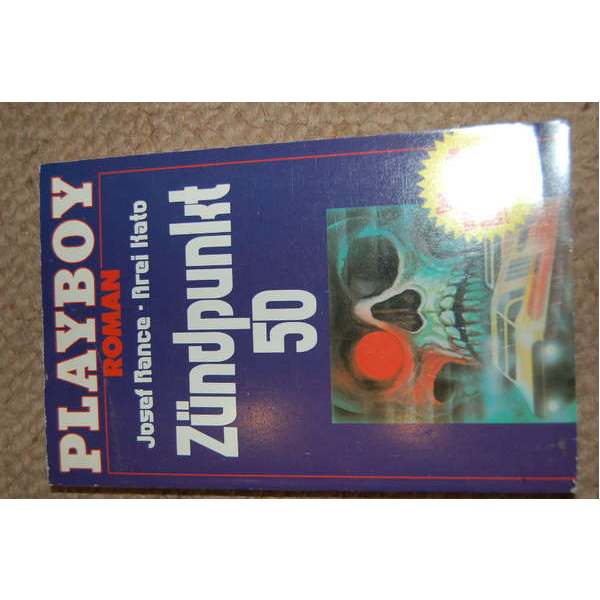 PLAYBOY
ROMAN
Josef Rance · Arei Kato
Zündpunkt
50